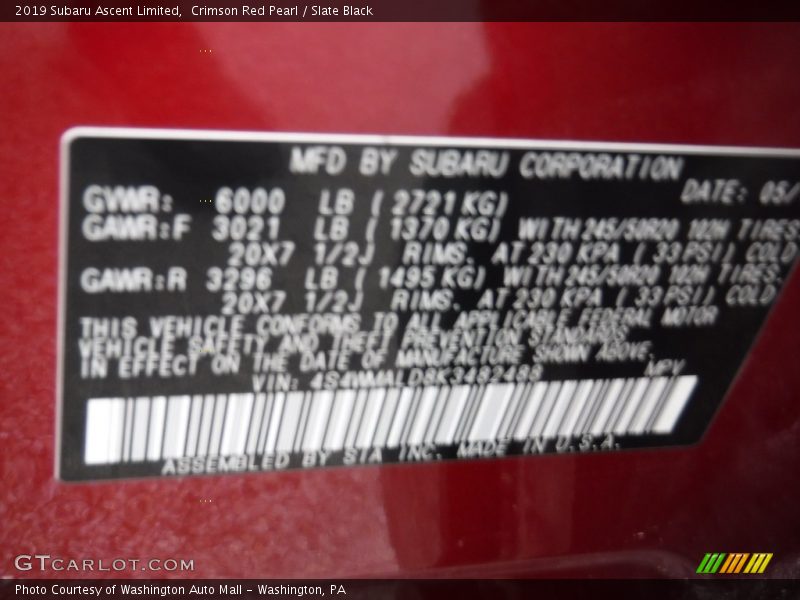 2019 Subaru Ascent Limited,  Crimson Red Pearl / Slate Black
MFD BY SUBARU CORPORATION
DATE: 05/
GVWR: 6000 LB ( 2721 KG)
GAWR:F 3021 LB ( 1370 KG) WITH 245/50R20 102H TIRES
20X7 1/2J RIMS. AT 230 KPA ( 33 PSI) COLD
GAWR:R 3296 LB ( 1495 KG) WITH 245/50R20 102H TIRES.
20X7 1/2J RIMS. AT 230 KPA ( 33 PSI) COLD
THIS VEHICLE CONFORMS TO ALL APPLICABLE FEDERAL MOTOR
VEHICLE SAFETY AND THEFT PREVENTION STANDARDS
IN EFFECT ON THE DATE OF MANUFACTURE SHOWN ABOVE.
VIN: MPV
ASSEMBLED BY SIA INC. MADE IN U.S.A.
GTCARLOT.COM
Photo Courtesy of Washington Auto Mall - Washington, PA